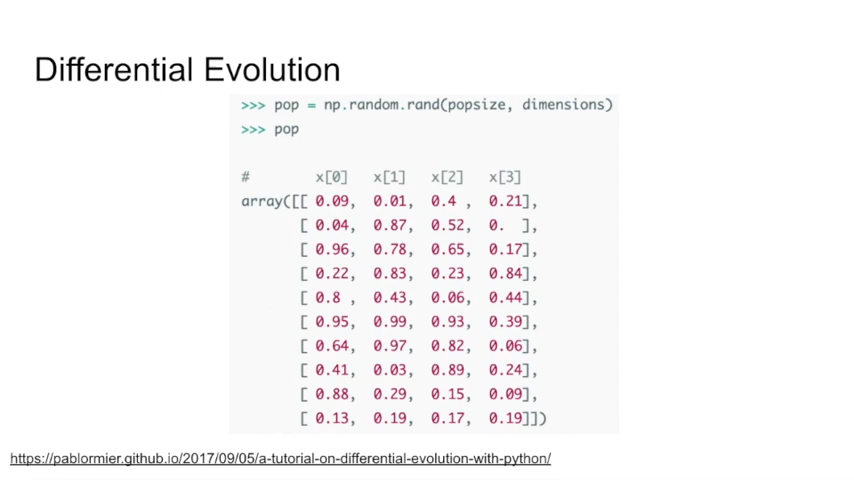 Differential Evolution
>>> pop = np.random.rand(popsize, dimensions)
>>> pop
# x[0] x[1] x[2] x[3]
array([[ 0.09, 0.01, 0.4 , 0.21],
[ 0.04, 0.87, 0.52, 0. ],
[ 0.96, 0.78, 0.65, 0.17],
[ 0.22, 0.83, 0.23, 0.84],
[ 0.8 , 0.43, 0.06, 0.44],
[ 0.95, 0.99, 0.93, 0.39],
[ 0.64, 0.97, 0.82, 0.06],
[ 0.41, 0.03, 0.89, 0.24],
[ 0.88, 0.29, 0.15, 0.09],
[ 0.13, 0.19, 0.17, 0.19]])
https://pablormier.github.io/2017/09/05/a-tutorial-on-differential-evolution-with-python/